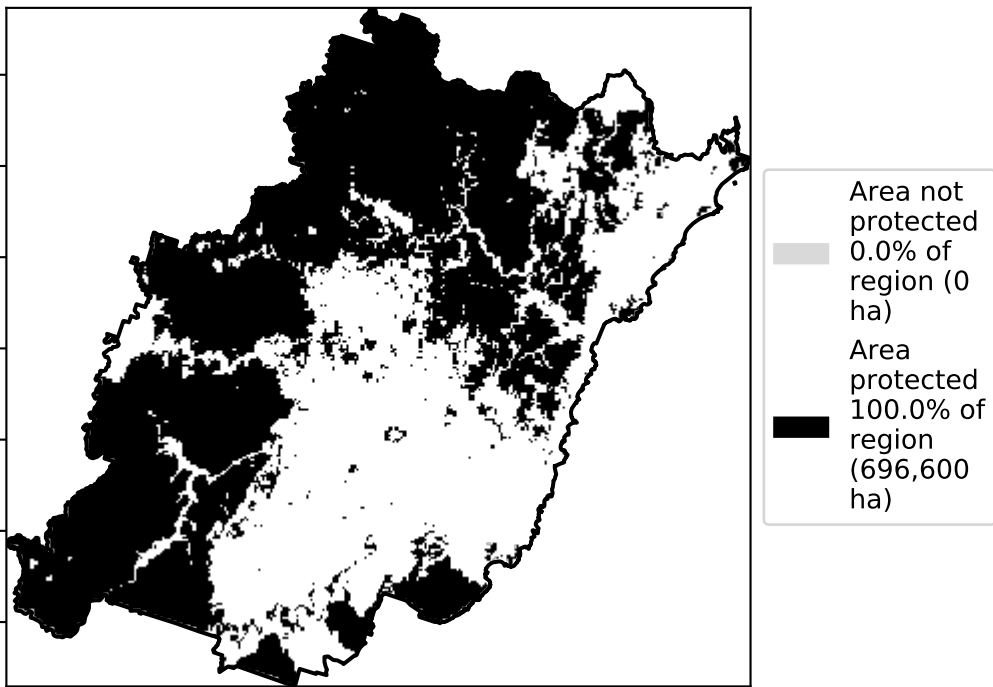 Area not
protected
0.0% of
region (0
ha)
Area
protected
100.0% of
region
(696,600
ha)